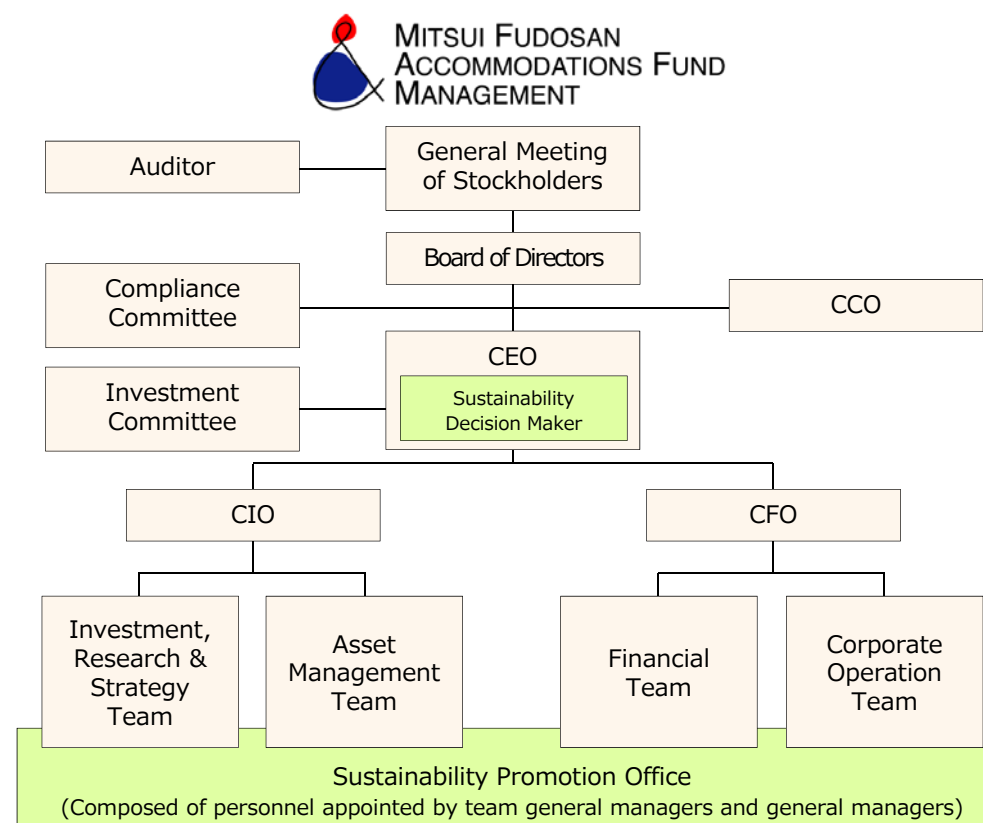 MITSUI FUDOSAN
ACCOMMODATIONS FUND
MANAGEMENT
Auditor
General Meeting
of Stockholders
Board of Directors
Compliance
Committee
CCO
CEO
Sustainability
Decision Maker
Investment
Committee
CIO
CFO
Investment,
Research &
Strategy
Team
Asset
Management
Team
Financial
Team
Corporate
Operation
Team
Sustainability Promotion Office
(Composed of personnel appointed by team general managers and general managers)